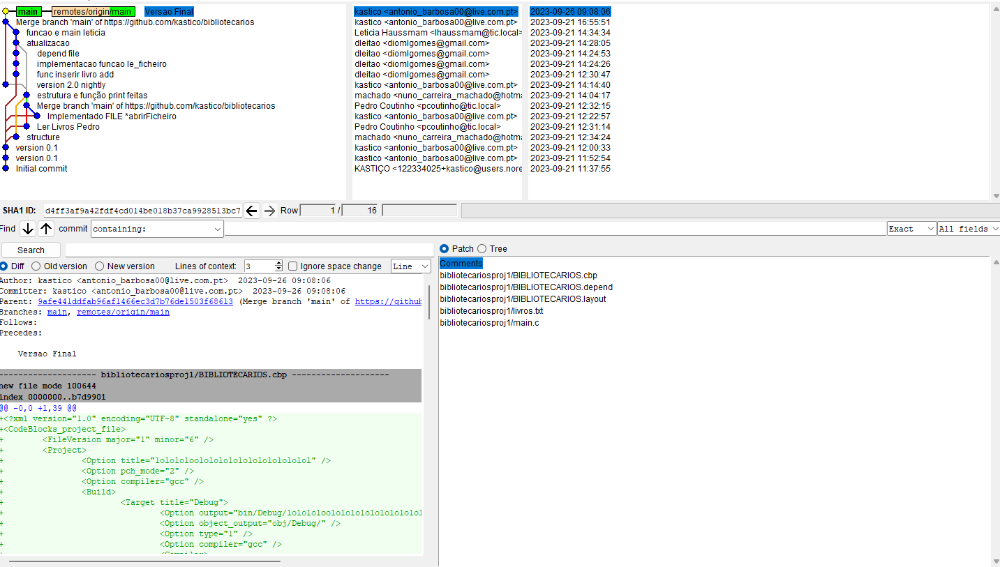 main remotes/origin/main Versao Final kastico <antonio_barbosa00@live.com.pt> 2023-09-26 09:08:06
Merge branch 'main' of https://github.com/kastico/bibliotecarios kastico <antonio_barbosa00@live.com.pt> 2023-09-21 16:55:51
funcao e main leticia Leticia Haussmam <lhaussmam@tic.local> 2023-09-21 14:34:34
atualizacao dleitao <diomlgomes@gmail.com> 2023-09-21 14:28:05
depend file dleitao <diomlgomes@gmail.com> 2023-09-21 14:24:53
implementacao funcao le_ficheiro dleitao <diomlgomes@gmail.com> 2023-09-21 14:24:26
func inserir livro add dleitao <diomlgomes@gmail.com> 2023-09-21 12:30:47
version 2.0 nightly kastico <antonio_barbosa00@live.com.pt> 2023-09-21 14:14:40
estrutura e função print feitas machado <nuno_carreira_machado@hotma 2023-09-21 14:04:17
Merge branch 'main' of https://github.com/kastico/bibliotecarios Pedro Coutinho <pcoutinho@tic.local> 2023-09-21 12:32:15
Implementado FILE *abrirFicheiro kastico <antonio_barbosa00@live.com.pt> 2023-09-21 12:22:57
Ler Livros Pedro Pedro Coutinho <pcoutinho@tic.local> 2023-09-21 12:31:14
structure machado <nuno_carreira_machado@hotma 2023-09-21 12:34:24
version 0.1 kastico <antonio_barbosa00@live.com.pt> 2023-09-21 12:00:33
version 0.1 kastico <antonio_barbosa00@live.com.pt> 2023-09-21 11:52:54
Initial commit KASTIÇO <122334025+kastico@users.nore 2023-09-21 11:37:55
SHA1 ID: d4ff3af9a42fdf4cd014be018b37ca9928513bc7 Row 1 / 16
Find commit containing: Exact All fields
Search
Patch Tree
Diff Old version New version Lines of context: 3 Ignore space change Line
Comments
bibliotecariosproj1/BIBLIOTECARIOS.cbp
bibliotecariosproj1/BIBLIOTECARIOS.depend
bibliotecariosproj1/BIBLIOTECARIOS.layout
bibliotecariosproj1/livros.txt
bibliotecariosproj1/main.c
Author: kastico <antonio_barbosa00@live.com.pt> 2023-09-26 09:08:06
Committer: kastico <antonio_barbosa00@live.com.pt> 2023-09-26 09:08:06
Parent: 9afe441ddfab96af1466ec3d7b76de1503f68613 (Merge branch 'main' of https://github
Branches: main, remotes/origin/main
Follows:
Precedes:
Versao Final
-------------------- bibliotecariosproj1/BIBLIOTECARIOS.cbp --------------------
new file mode 100644
index 0000000..b7d9901
@@ -0,0 +1,39 @@
+<?xml version="1.0" encoding="UTF-8" standalone="yes" ?>
+<CodeBlocks_project_file>
+ <FileVersion major="1" minor="6" />
+ <Project>
+ <Option title="lolololoolololololololololololol" />
+ <Option pch_mode="2" />
+ <Option compiler="gcc" />
+ <Build>
+ <Target title="Debug">
+ <Option output="bin/Debug/lolololoolololololololololol
+ <Option object_output="obj/Debug/" />
+ <Option type="1" />
+ <Option compiler="gcc" />
+ <Compiler>